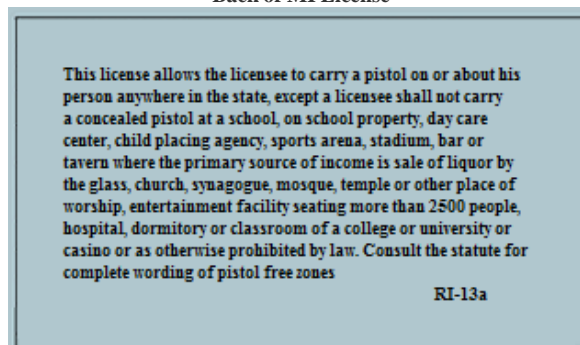 Back of MI License
This license allows the licensee to carry a pistol on or about his
person anywhere in the state, except a licensee shall not carry
a concealed pistol at a school, on school property, day care
center, child placing agency, sports arena, stadium, bar or
tavern where the primary source of income is sale of liquor by
the glass, church, synagogue, mosque, temple or other place of
worship, entertainment facility seating more than 2500 people,
hospital, dormitory or classroom of a college or university or
casino or as otherwise prohibited by law. Consult the statute for
complete wording of pistol free zones
RI-13a